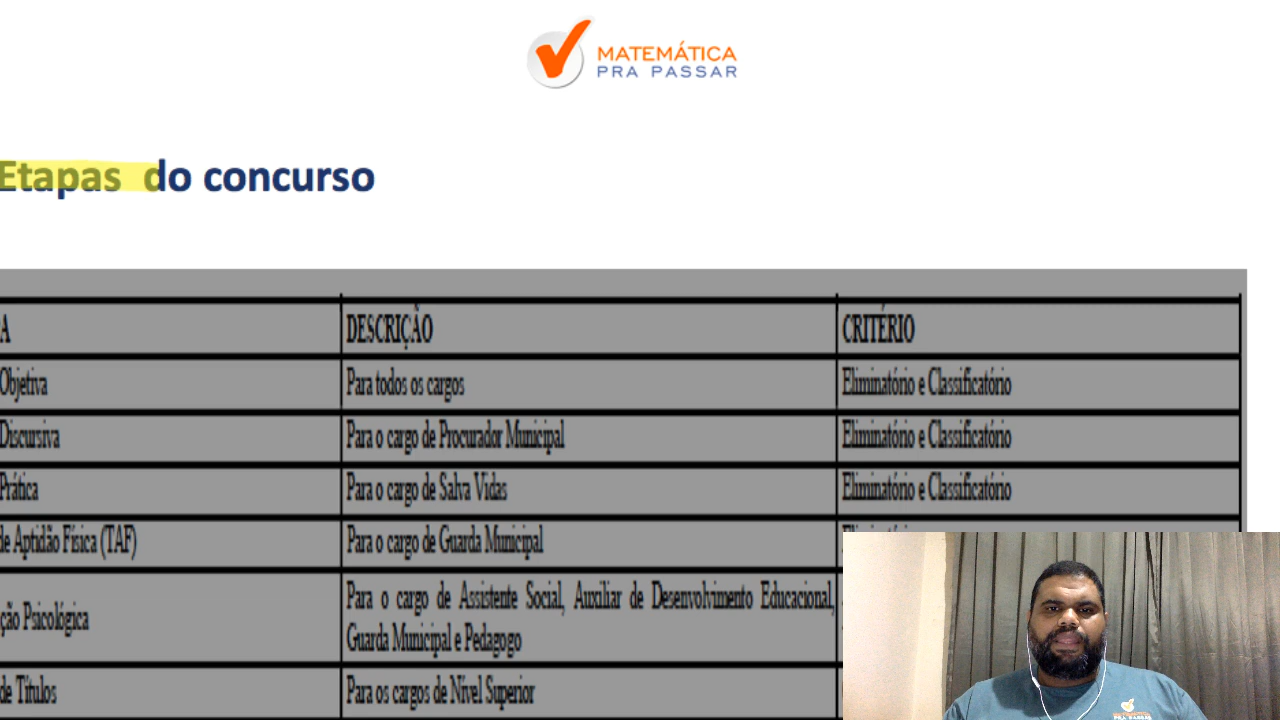 MATEMÁTICA
PRA PASSAR
Etapas do concurso
A DESCRIÇÃO CRITÉRIO
Objetiva Para todos os cargos Eliminatório e Classificatório
Discursiva Para o cargo de Procurador Municipal Eliminatório e Classificatório
Prática Para o cargo de Salva Vidas Eliminatório e Classificatório
de Aptidão Física (TAF) Para o cargo de Guarda Municipal
ção Psicológica Para o cargo de Assistente Social, Auxiliar de Desenvolvimento Educacional,
Guarda Municipal e Pedagogo
de Títulos Para os cargos de Nível Superior
MATEMÁTICA
PRA PASSAR